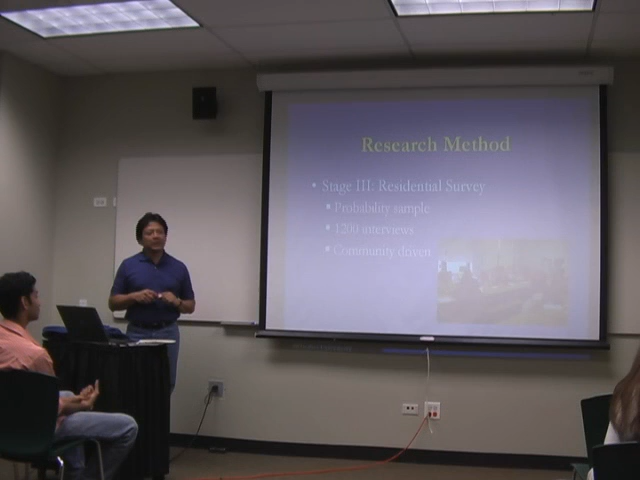 Research Method
• Stage III: Residential Survey
▪ Probability sample
▪ 1200 interviews
▪ Community driven